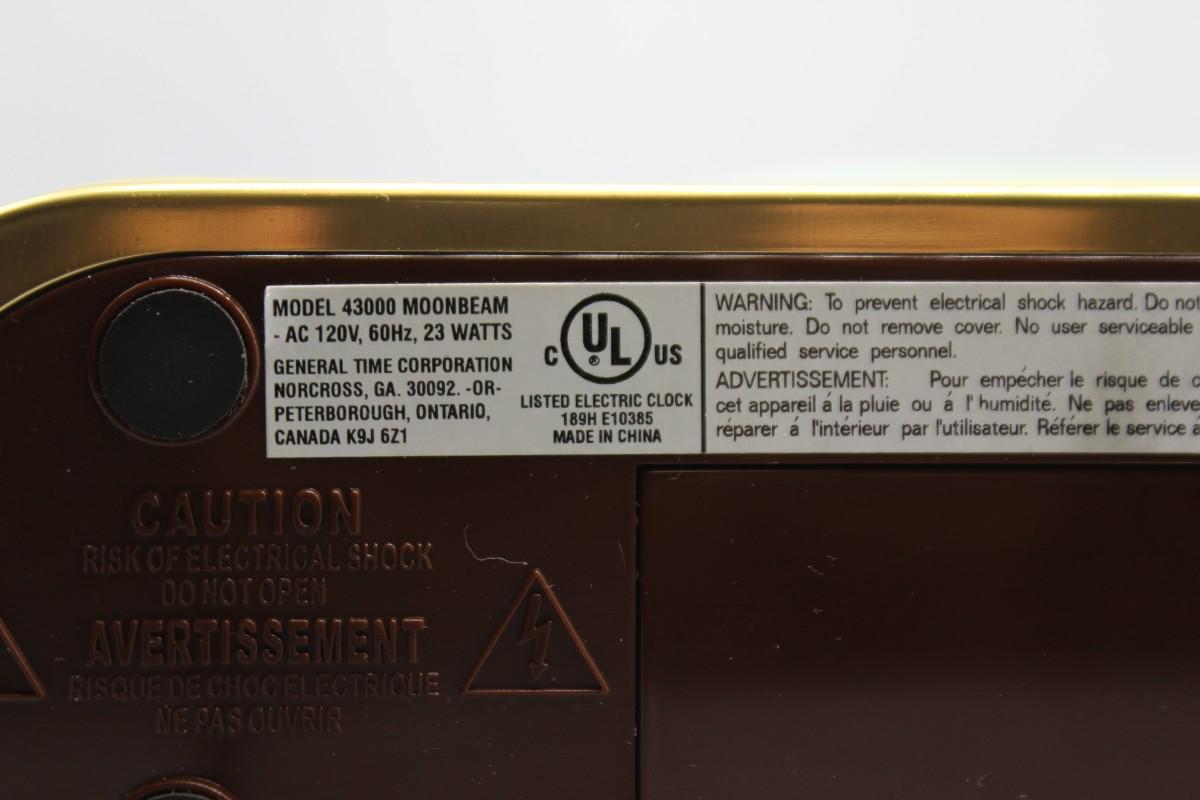 MODEL 43000 MOONBEAM
- AC 120V, 60Hz, 23 WATTS
GENERAL TIME CORPORATION
NORCROSS, GA. 30092. -OR-
PETERBOROUGH, ONTARIO,
CANADA K9J 6Z1
C UL ® US
LISTED ELECTRIC CLOCK
189H E10385
MADE IN CHINA
WARNING: To prevent electrical shock hazard. Do not
moisture. Do not remove cover. No user serviceable
qualified service personnel.
ADVERTISSEMENT: Pour empécher le risque de c
cet appareil á la pluie ou á l'humidité. Ne pas enleve
réparer á l'intérieur par l'utilisateur. Référer le service á
CAUTION
RISK OF ELECTRICAL SHOCK
DO NOT OPEN
AVERTISSEMENT
RISQUE DE CHOC ELECTRIQUE
NE PAS OUVRIR